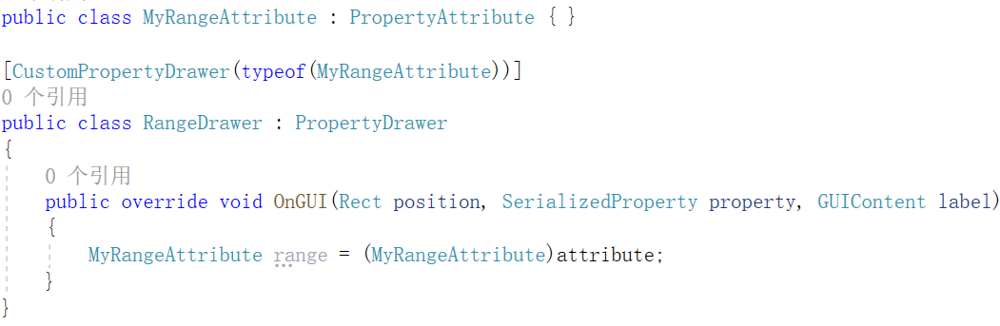 public class MyRangeAttribute : PropertyAttribute { }
[CustomPropertyDrawer(typeof(MyRangeAttribute))]
0 个引用
public class RangeDrawer : PropertyDrawer
{
0 个引用
public override void OnGUI(Rect position, SerializedProperty property, GUIContent label)
{
MyRangeAttribute range = (MyRangeAttribute)attribute;
}
}